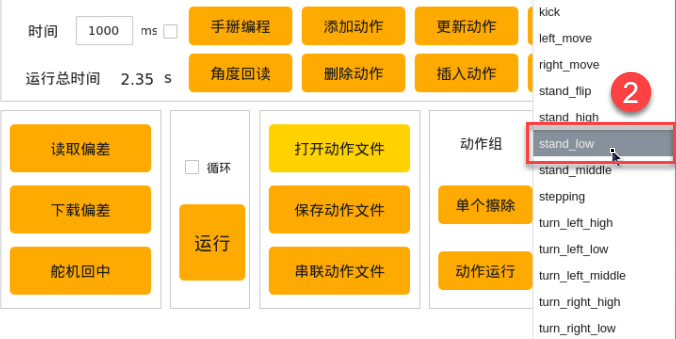 时间 1000 ms 手掰编程 添加动作 更新动作
运行总时间 2.35 s 角度回读 删除动作 插入动作
读取偏差
下载偏差
舵机回中
循环
运行
打开动作文件
保存动作文件
串联动作文件
动作组
单个擦除
动作运行
kick
left_move
right_move
stand_flip
stand_high
stand_low
stand_middle
stepping
turn_left_high
turn_left_low
turn_left_middle
turn_right_high
turn_right_low
2